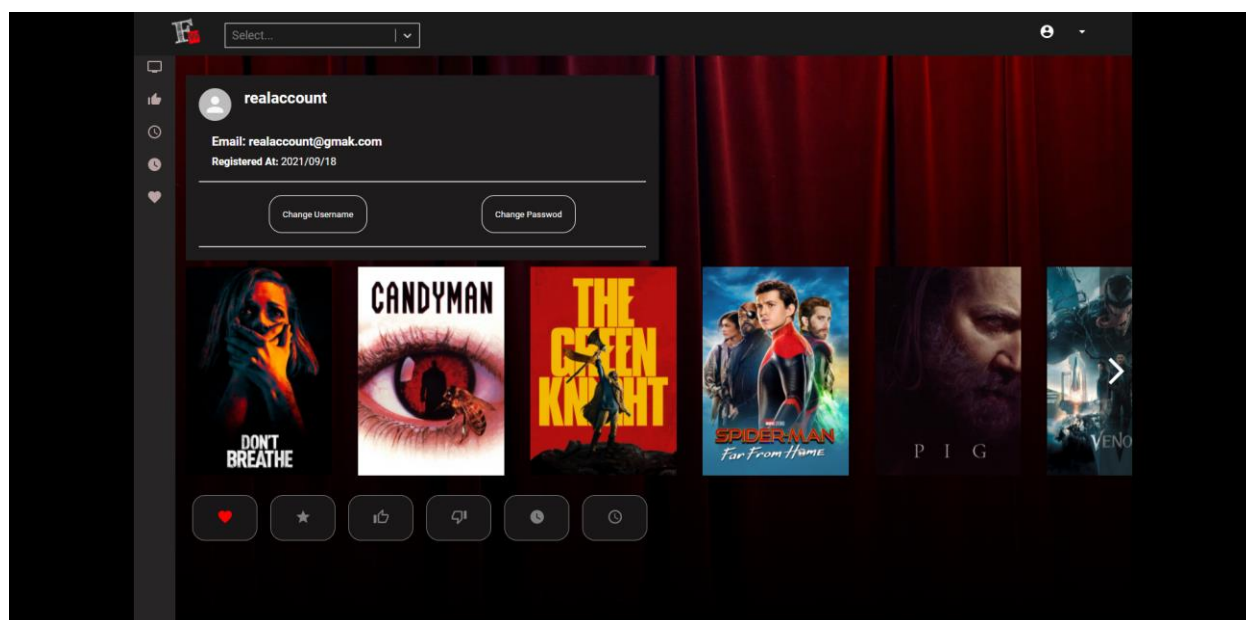 Select...
realaccount
Email: realaccount@gmak.com
Registered At: 2021/09/18
Change Username
Change Passwod
DON'T
BREATHE
CANDYMAN
THE
GREEN
KNIGHT
SPIDER-MAN
Far From Home
PIG
VENO